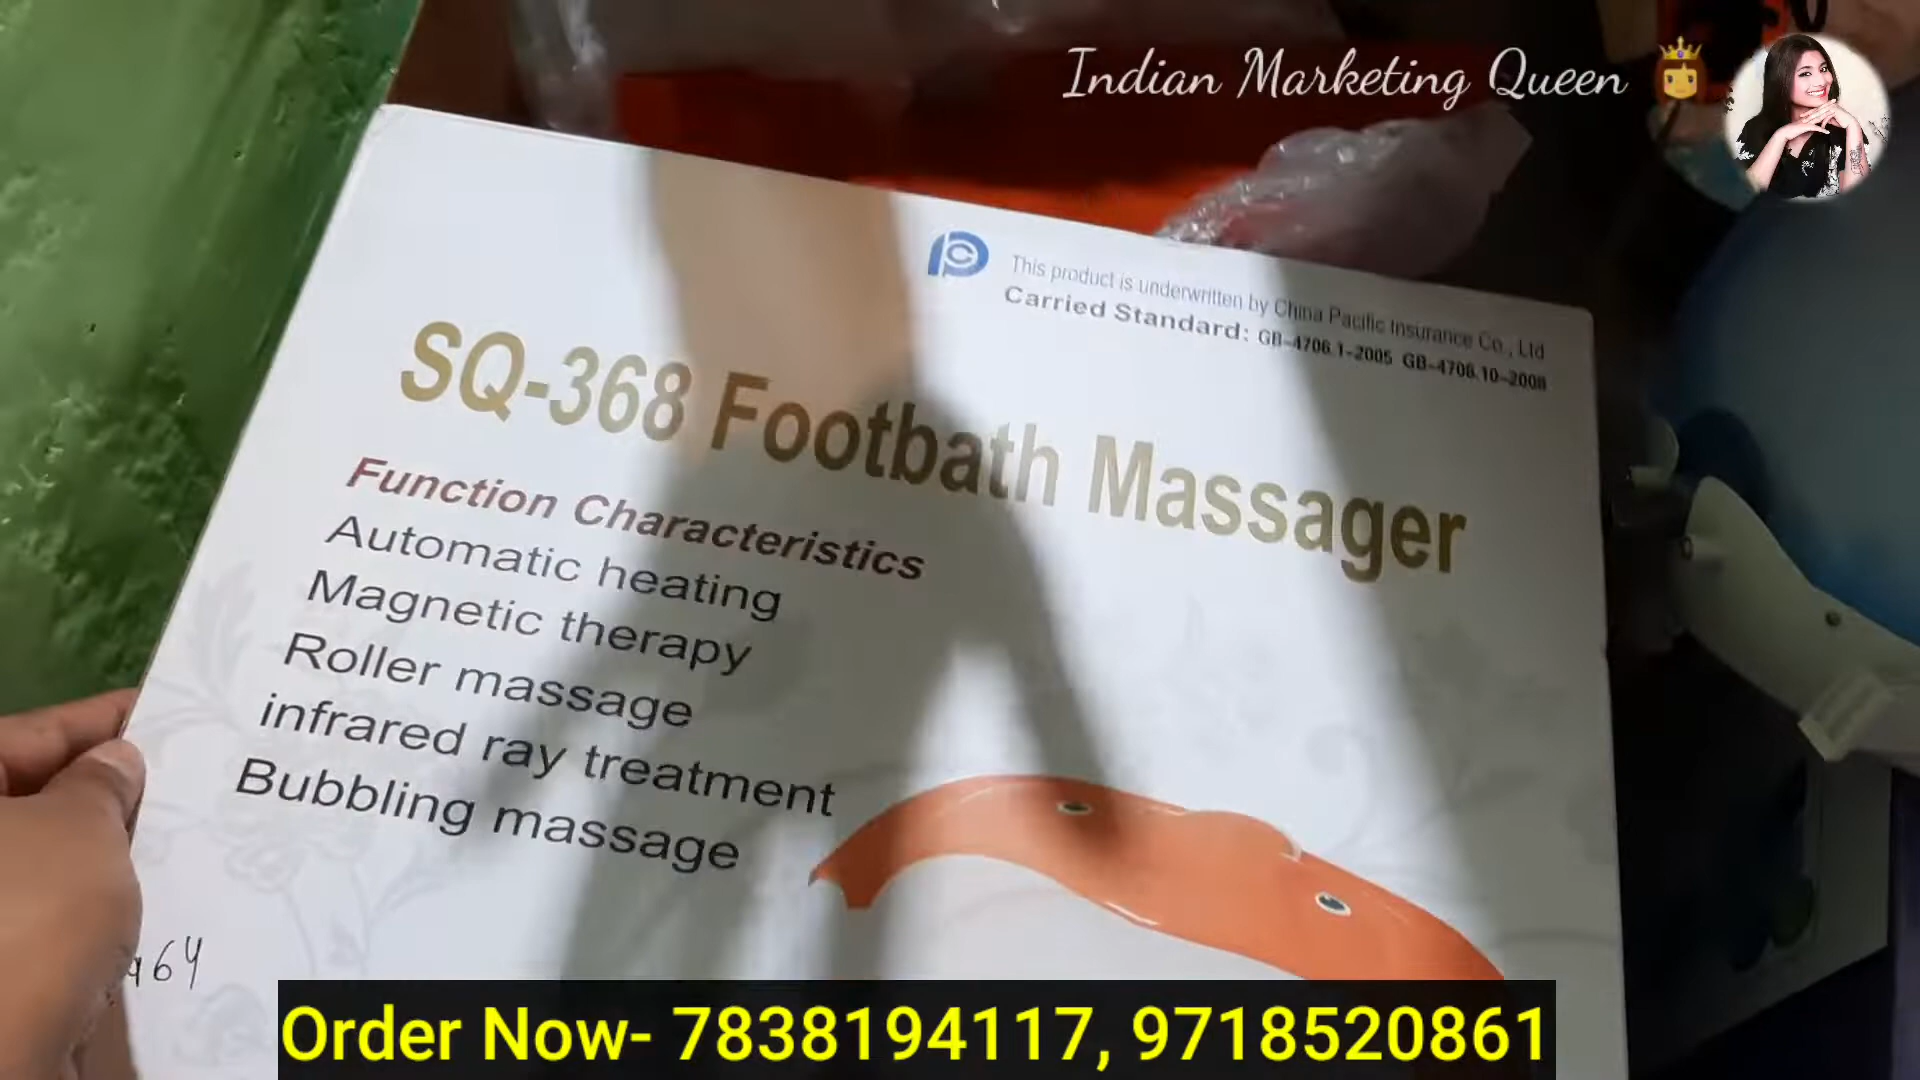 Indian Marketing Queen
This product is underwritten by China Pacific Insurance Co., Ltd
Carried Standard: GB-4706.1-2005 GB-4706.10-2008
SQ-368 Footbath Massager
Function Characteristics
Automatic heating
Magnetic therapy
Roller massage
infrared ray treatment
Bubbling massage
964
Order Now- 7838194117, 9718520861